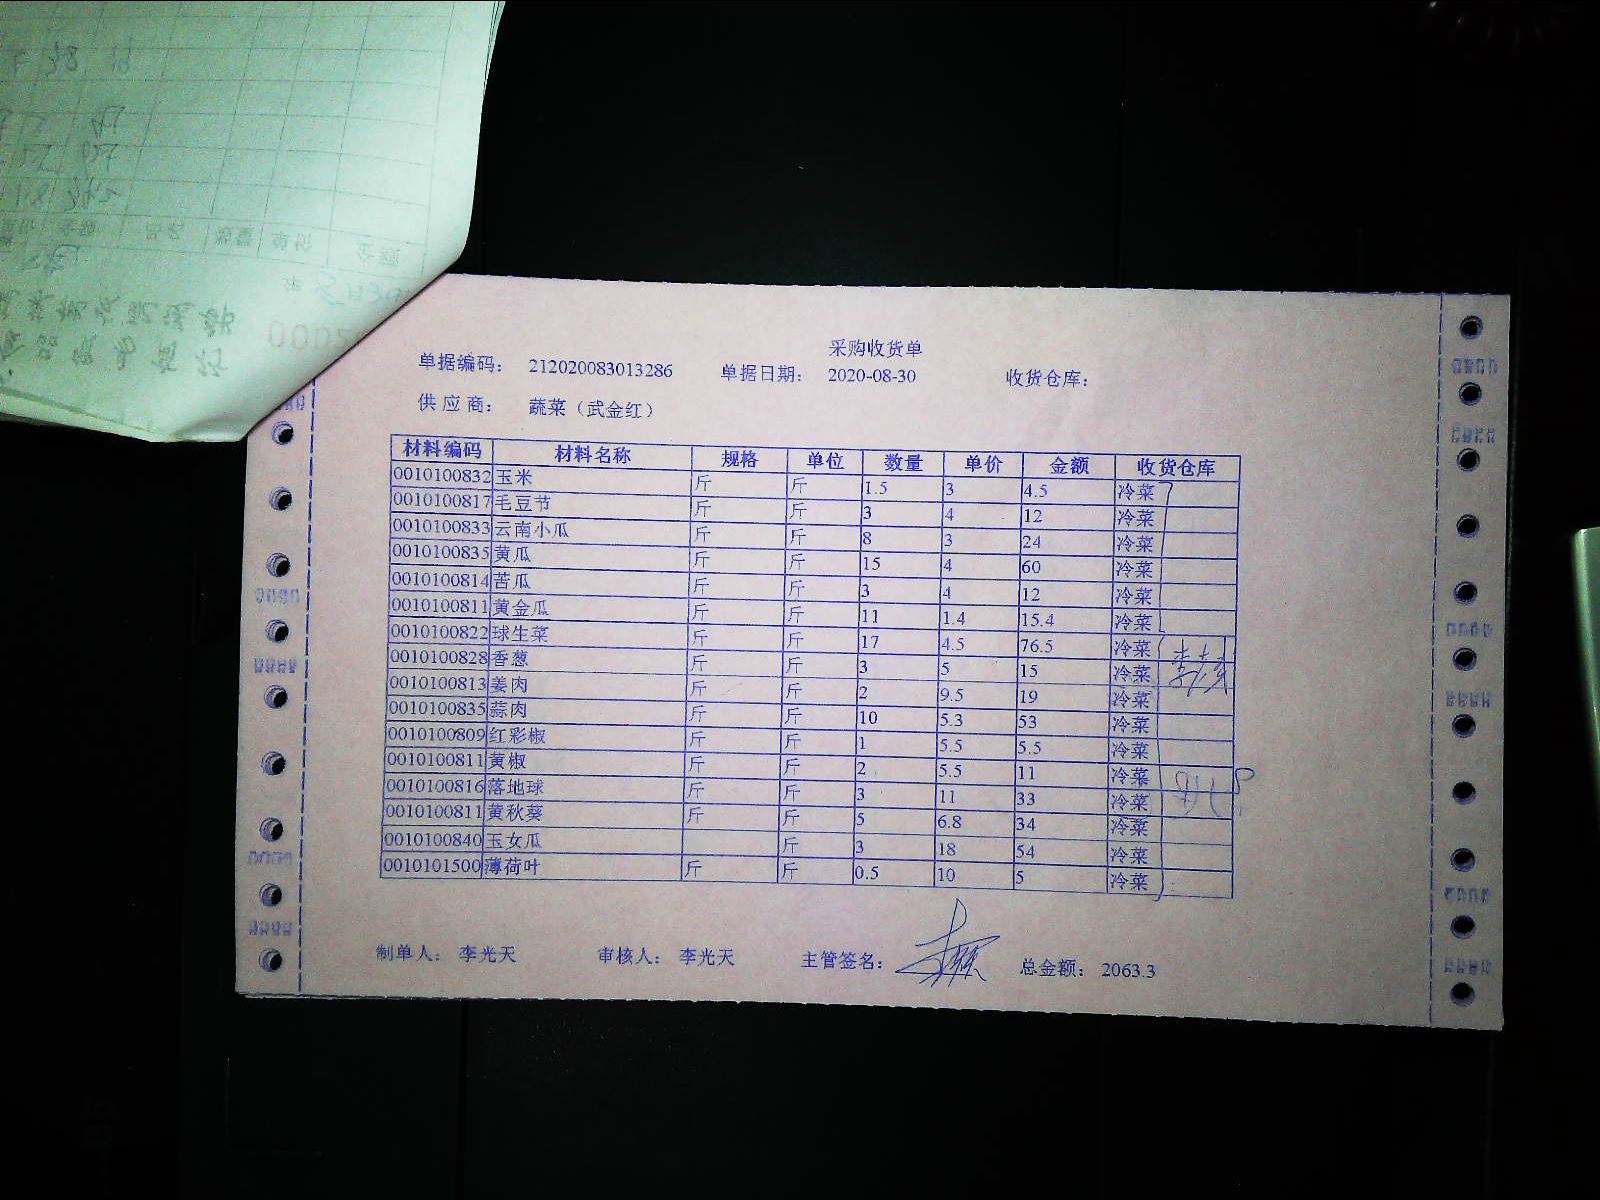 采购收货单
单据编码： 212020083013286 单据日期： 2020-08-30 收货仓库：
供应商： 蔬菜（武金红）
材料编码 材料名称 规格 单位 数量 单价 金额 收货仓库
0010100832 玉米 斤 斤 1.5 3 4.5 冷菜
0010100817 毛豆节 斤 斤 3 4 12 冷菜
0010100833 云南小瓜 斤 斤 8 3 24 冷菜
0010100835 黄瓜 斤 斤 15 4 60 冷菜
0010100814 苦瓜 斤 斤 3 4 12 冷菜
0010100811 黄金瓜 斤 斤 11 1.4 15.4 冷菜
0010100822 球生菜 斤 斤 17 4.5 76.5 冷菜
0010100828 香葱 斤 斤 3 5 15 冷菜
0010100813 姜肉 斤 斤 2 9.5 19 冷菜
0010100835 蒜肉 斤 斤 10 5.3 53 冷菜
0010100809 红彩椒 斤 斤 1 5.5 5.5 冷菜
0010100811 黄椒 斤 斤 2 5.5 11 冷菜
0010100816 落地球 斤 斤 3 11 33 冷菜
0010100811 黄秋葵 斤 斤 5 6.8 34 冷菜
0010100840 玉女瓜 斤 3 18 54 冷菜
0010101500 薄荷叶 斤 斤 0.5 10 5 冷菜
制单人： 李光天 审核人： 李光天 主管签名： 总金额： 2063.3